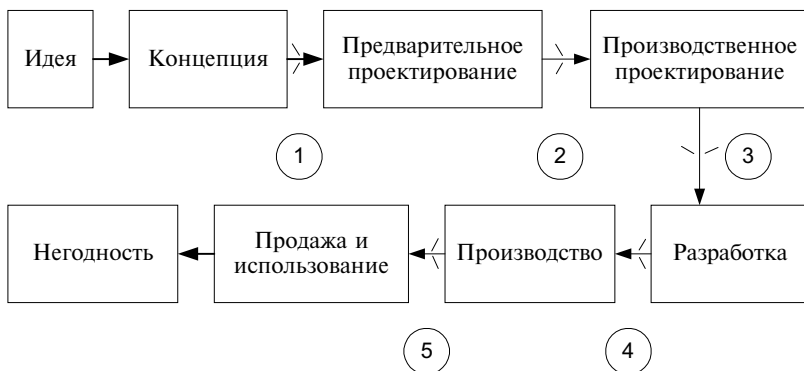 Идея
Концепция
Предварительное
проектирование
Производственное
проектирование
1
2
3
Негодность
Продажа и
использование
Производство
Разработка
5
4